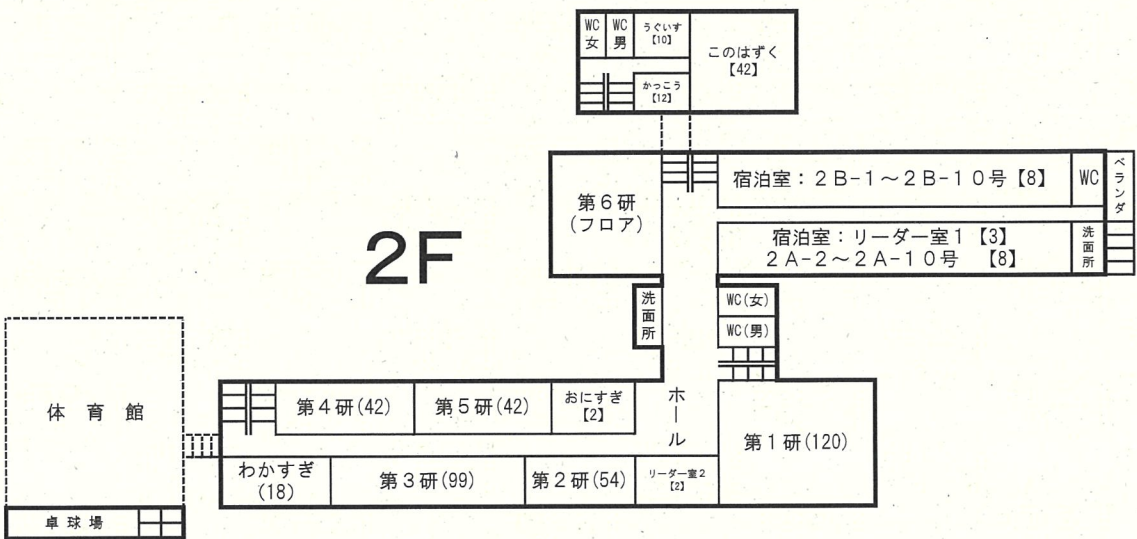 WC
女
WC
男
うぐいす
【10】
このはずく
【42】
かっこう
【12】
第6研
(フロア)
宿泊室：2B-1～2B-10号【8】
WC
ベランダ
宿泊室：リーダー室1【3】
2A-2～2A-10号 【8】
洗面所
2F
洗面所
WC(女)
WC(男)
体育館
第4研(42)
第5研(42)
おにすぎ
【2】
ホール
第1研(120)
わかすぎ
(18)
第3研(99)
第2研(54)
リーダー室2
【2】
卓球場